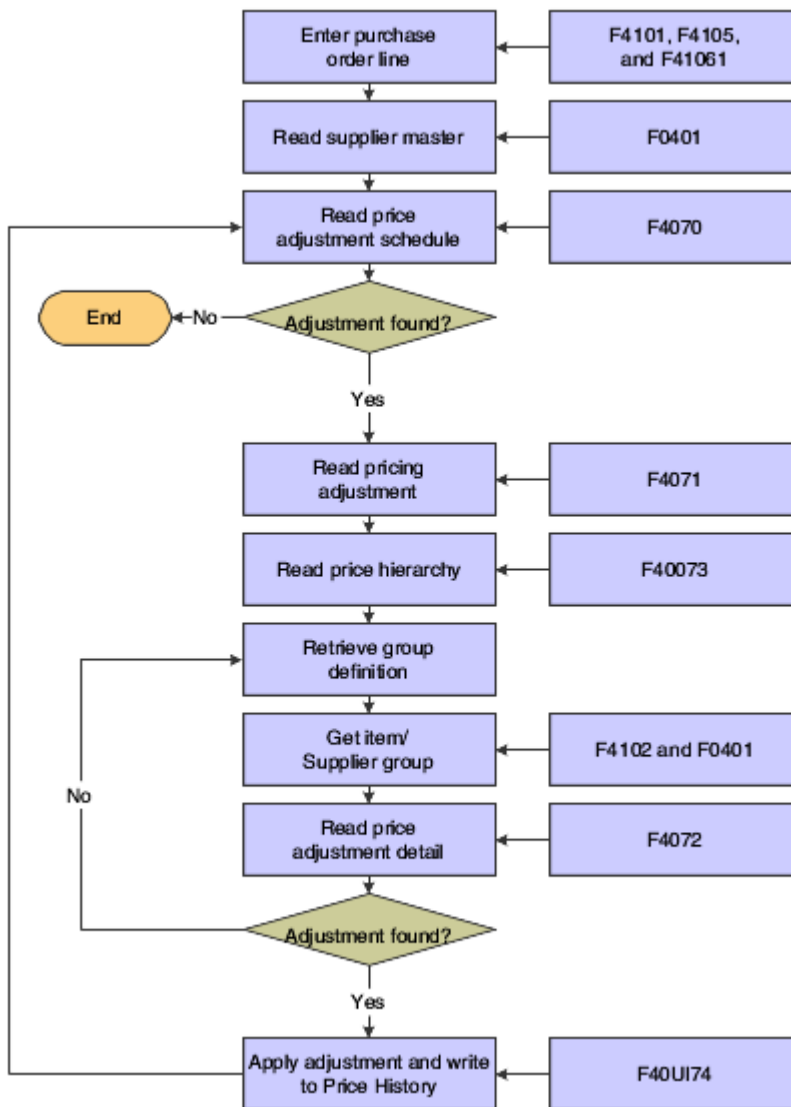 Enter purchase
order line
F4101, F4105,
and F41061
Read supplier master
F0401
Read price
adjustment schedule
F4070
End
No
Adjustment found?
Yes
Read pricing
adjustment
F4071
Read price hierarchy
F40073
Retrieve group
definition
Get item/
Supplier group
F4102 and F0401
No
Read price
adjustment detail
F4072
Adjustment found?
Yes
Apply adjustment and write
to Price History
F40UI74